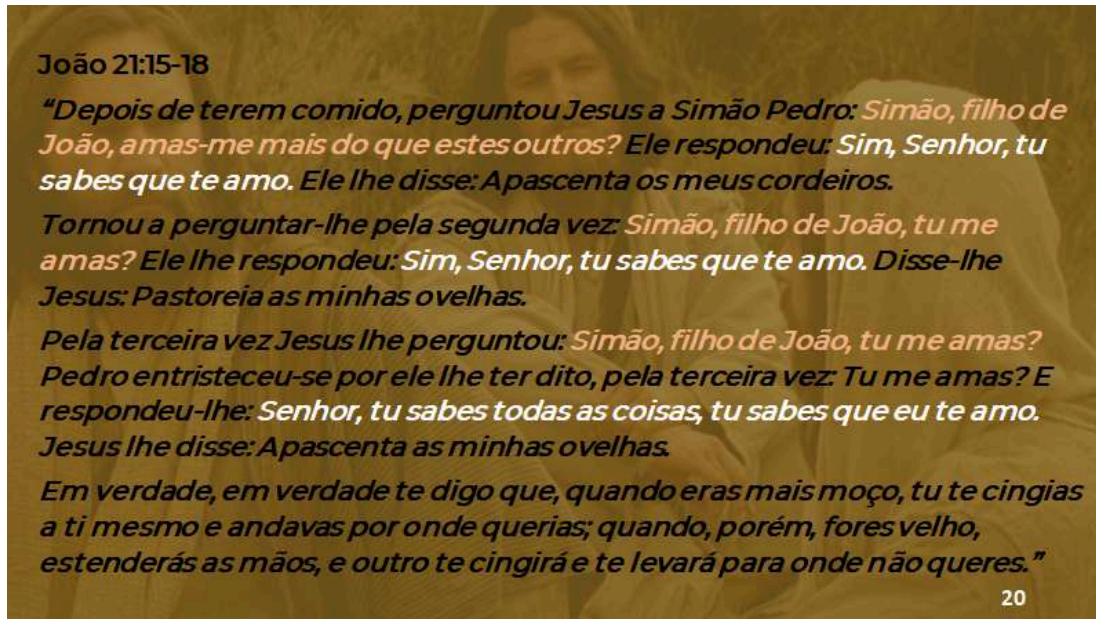 João 21:15-18
“Depois de terem comido, perguntou Jesus a Simão Pedro: Simão, filho de
João, amas-me mais do que estes outros? Ele respondeu: Sim, Senhor, tu
sabes que te amo. Ele lhe disse: Apascenta os meus cordeiros.
Tornou a perguntar-lhe pela segunda vez: Simão, filho de João, tu me
amas? Ele lhe respondeu: Sim, Senhor, tu sabes que te amo. Disse-lhe
Jesus: Pastoreia as minhas ovelhas.
Pela terceira vez Jesus lhe perguntou: Simão, filho de João, tu me amas?
Pedro entristeceu-se por ele lhe ter dito, pela terceira vez: Tu me amas? E
respondeu-lhe: Senhor, tu sabes todas as coisas, tu sabes que eu te amo.
Jesus lhe disse: Apascenta as minhas ovelhas.
Em verdade, em verdade te digo que, quando eras mais moço, tu te cingias
a ti mesmo e andavas por onde querias; quando, porém, fores velho,
estenderás as mãos, e outro te cingirá e te levará para onde não queres.”
20